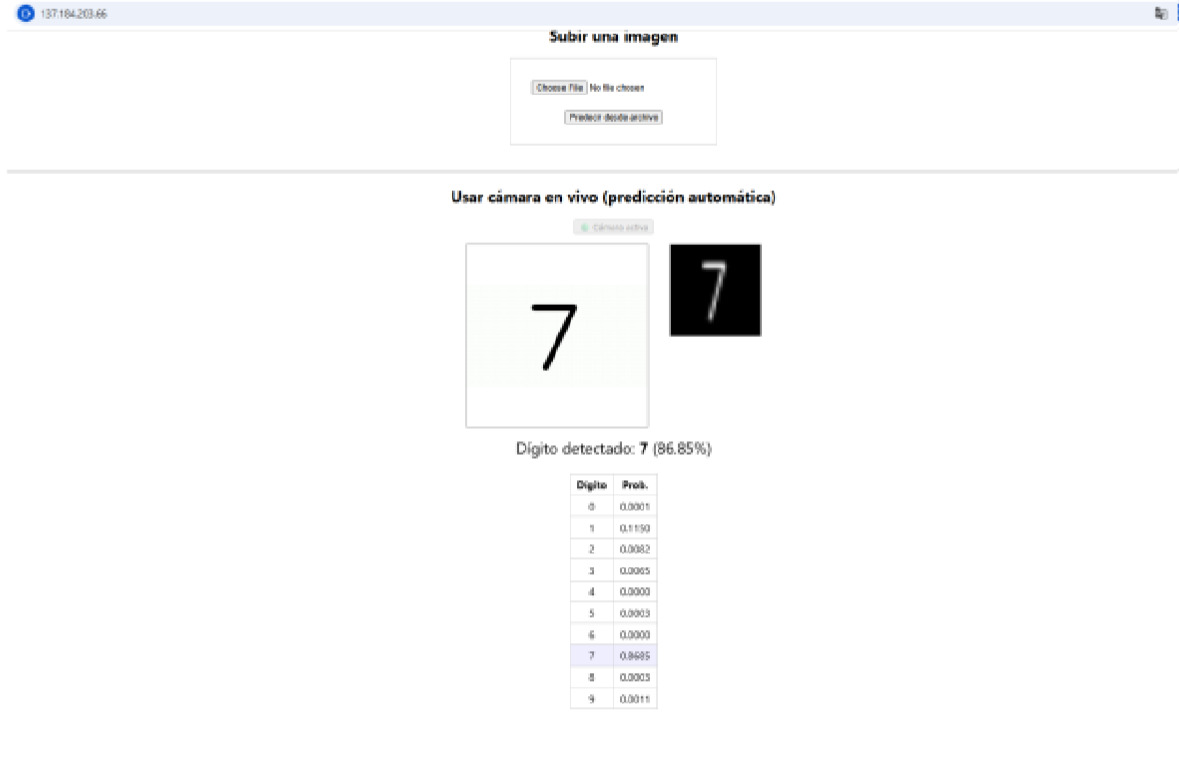 137.184.203.66
Subir una imagen
Choose File No file chosen
Predecir desde archivo
Usar cámara en vivo (predicción automática)
Cámara activa
7
7
Dígito detectado: 7 (86.85%)
Dígito Prob.
0 0.0001
1 0.1150
2 0.0082
3 0.0065
4 0.0000
5 0.0003
6 0.0000
7 0.8685
8 0.0003
9 0.0011